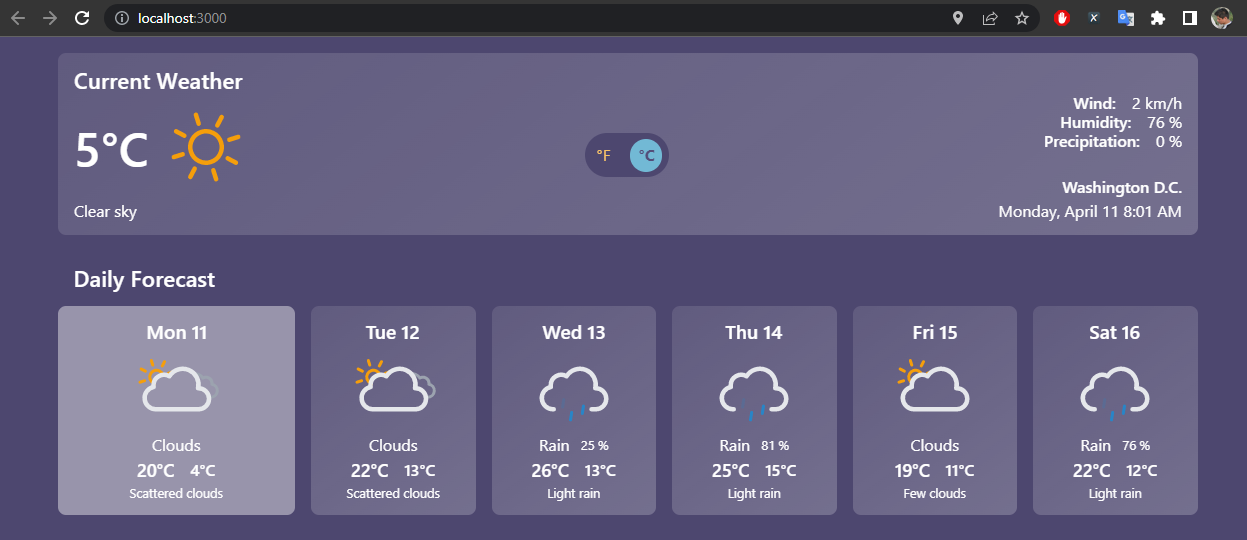 localhost:3000
Current Weather
5°C
Clear sky
°F °C
Wind: 2 km/h
Humidity: 76 %
Precipitation: 0 %
Washington D.C.
Monday, April 11 8:01 AM
Daily Forecast
Mon 11
Clouds
20°C 4°C
Scattered clouds
Tue 12
Clouds
22°C 13°C
Scattered clouds
Wed 13
Rain 25 %
26°C 13°C
Light rain
Thu 14
Rain 81 %
25°C 15°C
Light rain
Fri 15
Clouds
19°C 11°C
Few clouds
Sat 16
Rain 76 %
22°C 12°C
Light rain